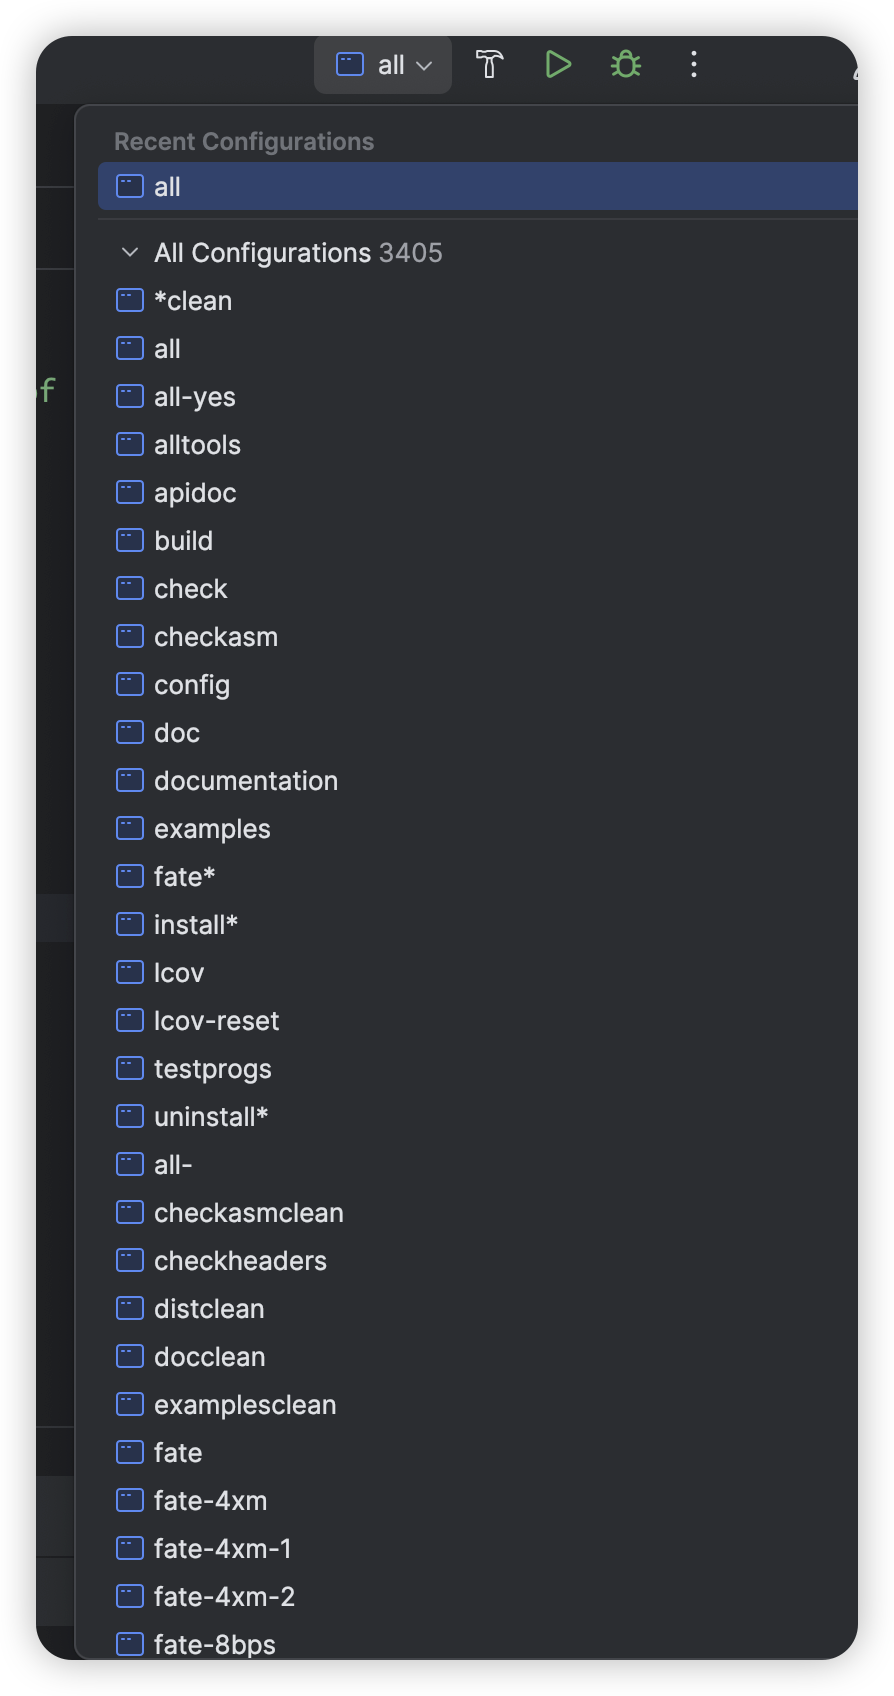 all
Recent Configurations
all
All Configurations 3405
*clean
all
all-yes
of
alltools
apidoc
build
check
checkasm
config
doc
documentation
examples
fate*
install*
lcov
lcov-reset
testprogs
uninstall*
all-
checkasmclean
checkheaders
distclean
docclean
examplesclean
fate
fate-4xm
fate-4xm-1
fate-4xm-2
fate-8bps